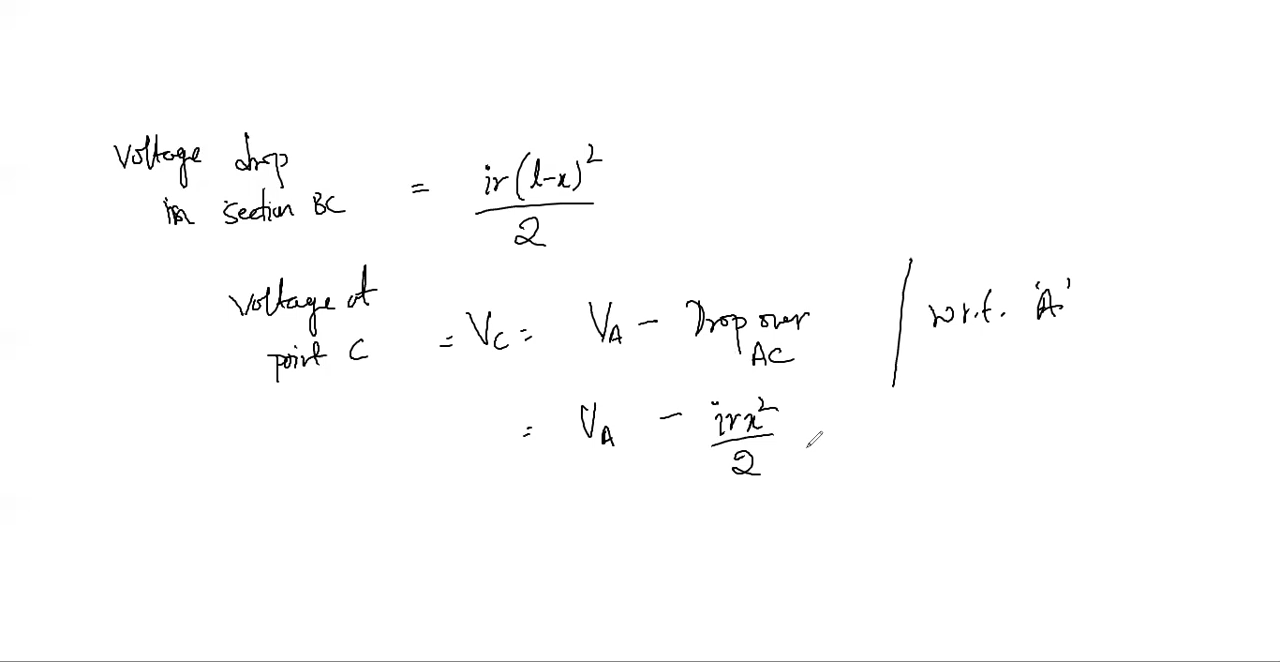 Voltage drop in section BC = ir(l-x)²/2
Voltage at point C = V_C = V_A - Drop over AC / w.r.t. 'A'
= V_A - irx²/2